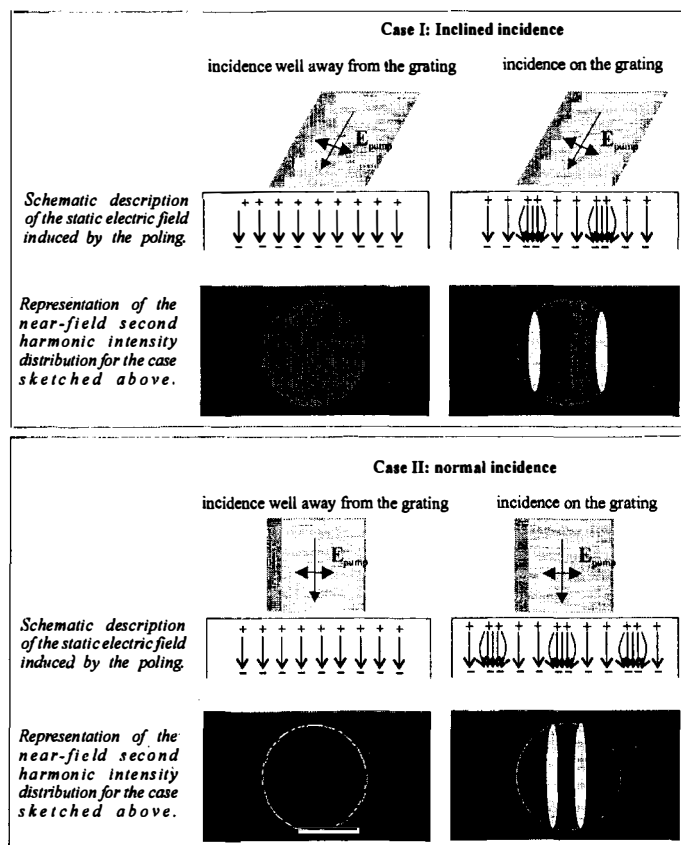 Case I: Inclined incidence
incidence well away from the grating
incidence on the grating
E pump
E pump
Schematic description
of the static electric field
induced by the poling.
+ + + + + + + + +
+ + ++ + + ++ + +
Representation of the
near-field second
harmonic intensity
distribution for the case
sketched above.
Case II: normal incidence
incidence well away from the grating
incidence on the grating
E pump
E pump
Schematic description
of the static electric field
induced by the poling.
+ + + + + + + + +
Representation of the
near-field second
harmonic intensity
distribution for the case
sketched above.